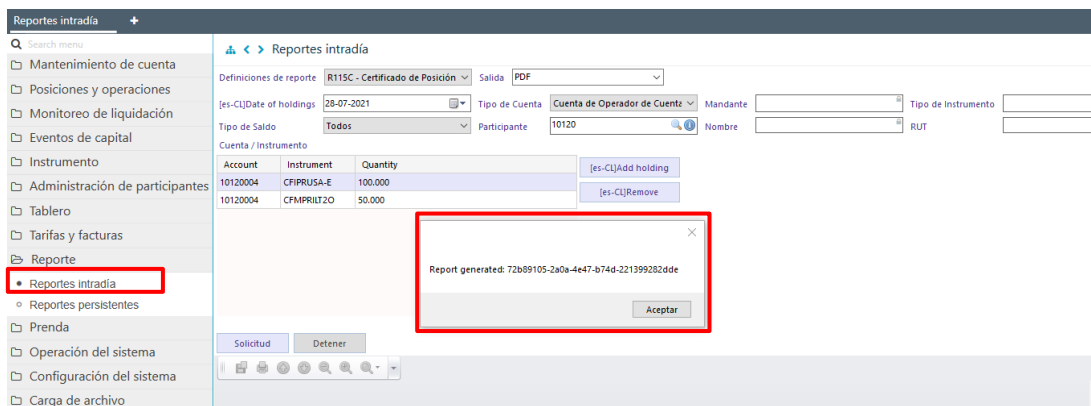 Reportes intradía +
Search menu
Mantenimiento de cuenta
Posiciones y operaciones
Monitoreo de liquidación
Eventos de capital
Instrumento
Administración de participantes
Tablero
Tarifas y facturas
Reporte
Reportes intradía
Reportes persistentes
Prenda
Operación del sistema
Configuración del sistema
Carga de archivo
Reportes intradía
Definiciones de reporte R115C - Certificado de Posición Salida PDF
[es-CL]Date of holdings 28-07-2021 Tipo de Cuenta Cuenta de Operador de Cuenta Mandante Tipo de Instrumento
Tipo de Saldo Todos Participante 10120 Nombre RUT
Cuenta / Instrumento
Account Instrument Quantity
10120004 CFIPRUSA-E 100.000
10120004 CFMPRILT2O 50.000
[es-CL]Add holding
[es-CL]Remove
Report generated: 72b89105-2a0a-4e47-b74d-221399282dde
Aceptar
Solicitud Detener